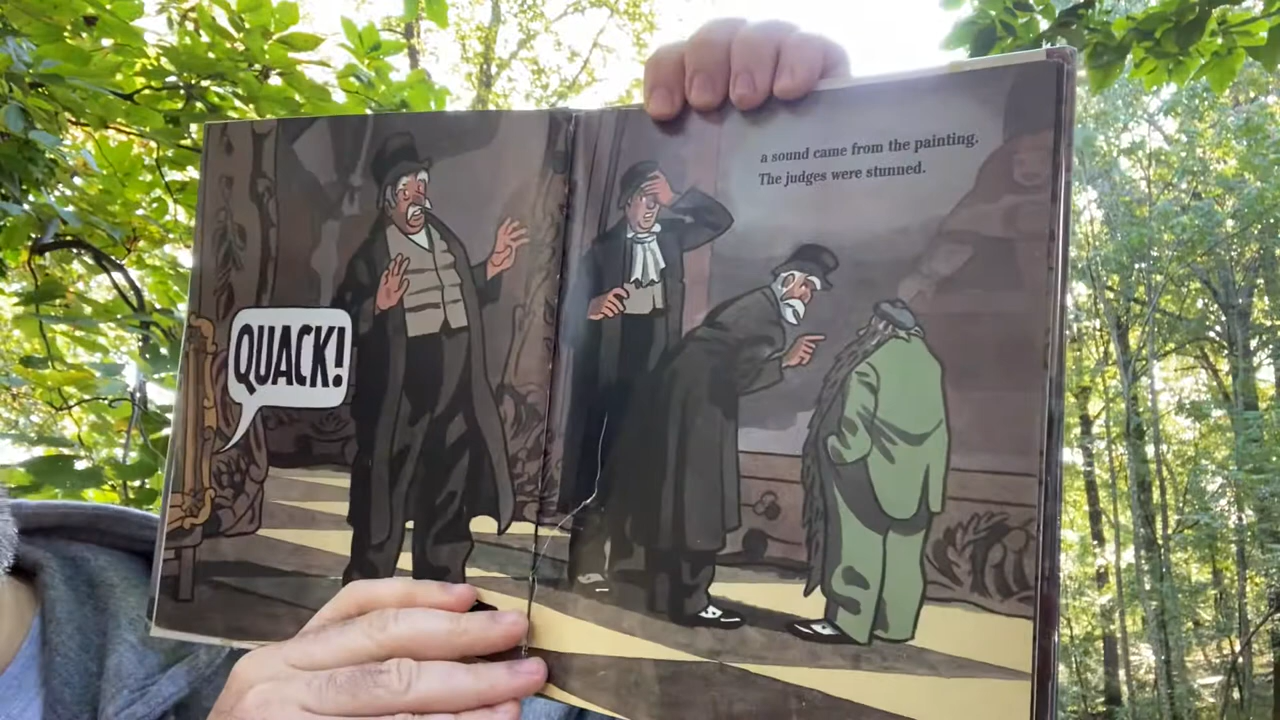 QUACK!
a sound came from the painting.
The judges were stunned.